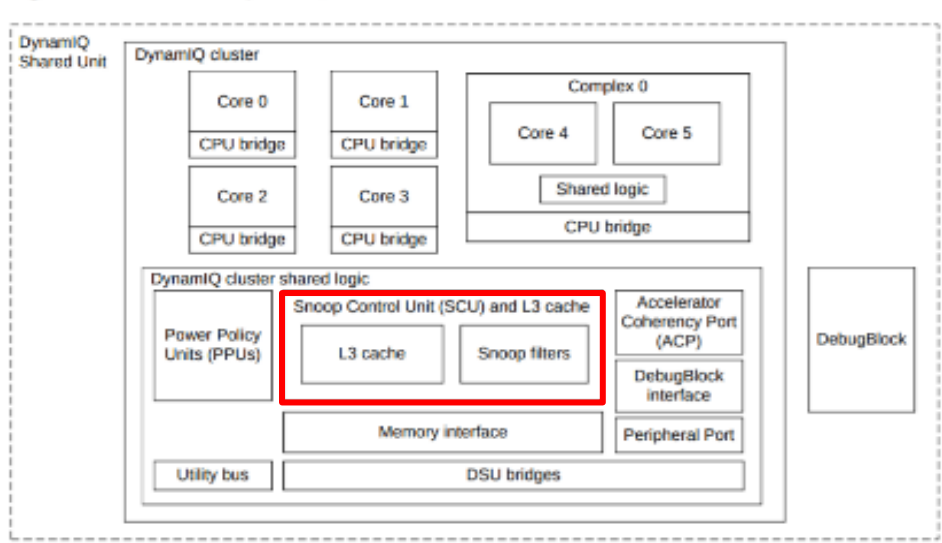 DynamIQ
Shared Unit
DynamIQ cluster
Core 0
CPU bridge
Core 1
CPU bridge
Complex 0
Core 4
Core 5
Shared logic
CPU bridge
Core 2
CPU bridge
Core 3
CPU bridge
DynamIQ cluster shared logic
Power Policy
Units (PPUs)
Snoop Control Unit (SCU) and L3 cache
L3 cache
Snoop filters
Accelerator
Coherency Port
(ACP)
DebugBlock
interface
Memory interface
Peripheral Port
Utility bus
DSU bridges
DebugBlock